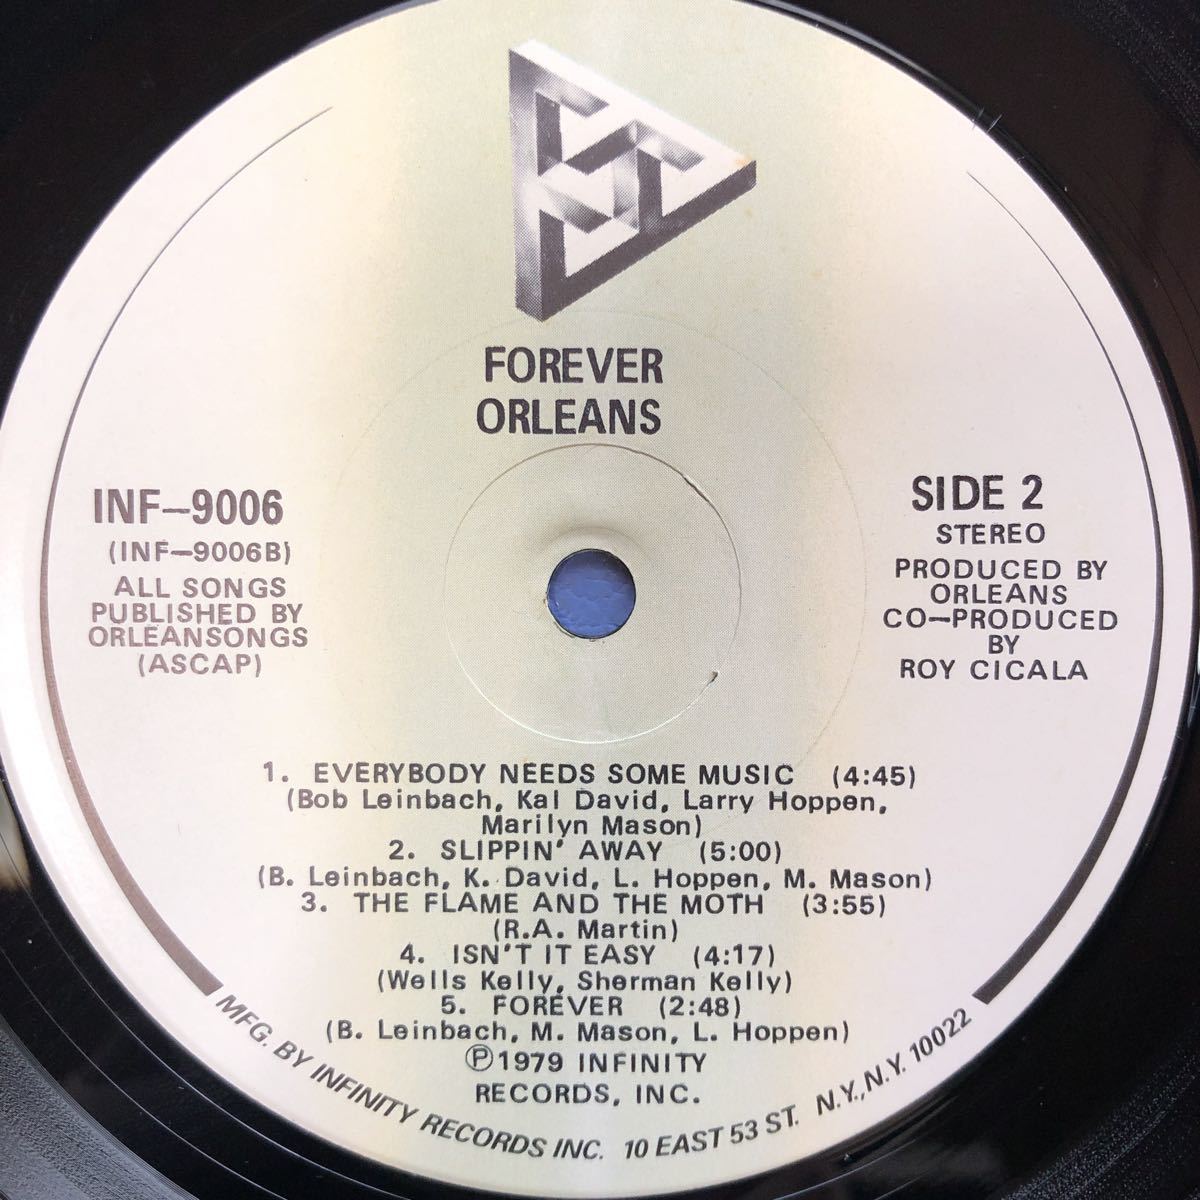 FOREVER
ORLEANS
INF-9006
(INF-9006B)
ALL SONGS
PUBLISHED BY
ORLEANSONGS
(ASCAP)
SIDE 2
STEREO
PRODUCED BY
ORLEANS
CO-PRODUCED
BY
ROY CICALA
1. EVERYBODY NEEDS SOME MUSIC (4:45)
(Bob Leinbach, Kal David, Larry Hoppen,
Marilyn Mason)
2. SLIPPIN' AWAY (5:00)
(B. Leinbach, K. David, L. Hoppen, M. Mason)
3. THE FLAME AND THE MOTH (3:55)
(R.A. Martin)
4. ISN'T IT EASY (4:17)
(Wells Kelly, Sherman Kelly)
5. FOREVER (2:48)
(B. Leinbach, M. Mason, L. Hoppen)
Ⓟ1979 INFINITY
RECORDS, INC.
MFG. BY INFINITY RECORDS INC. 10 EAST 53 ST. N.Y., N.Y. 10022